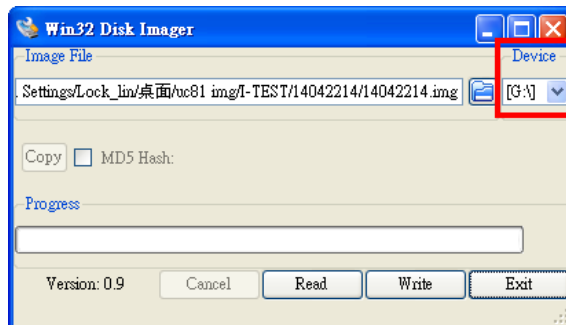 Win32 Disk Imager
Image File Device
. Settings/Lock_lin/桌面/uc81 img/I-TEST/14042214/14042214.img [G:\]
Copy MD5 Hash:
Progress
Version: 0.9 Cancel Read Write Exit